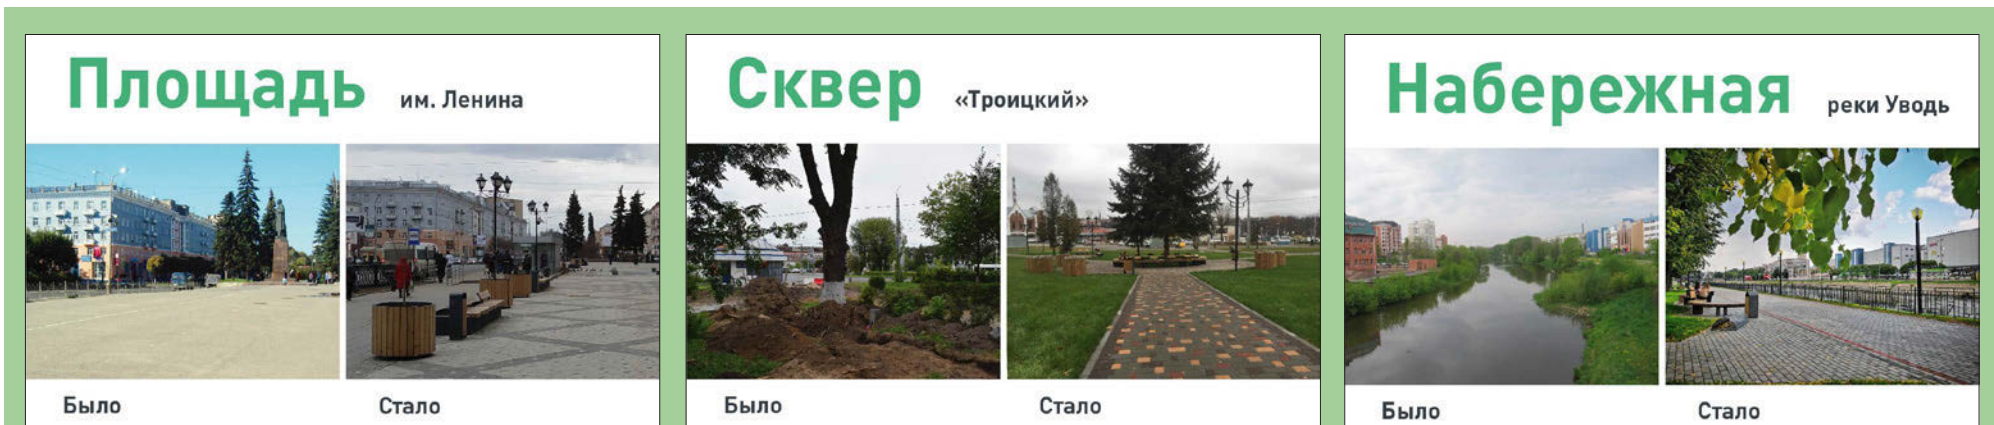 Площадь им. Ленина
Было Стало
Сквер «Троицкий»
Было Стало
Набережная реки Уводь
Было Стало